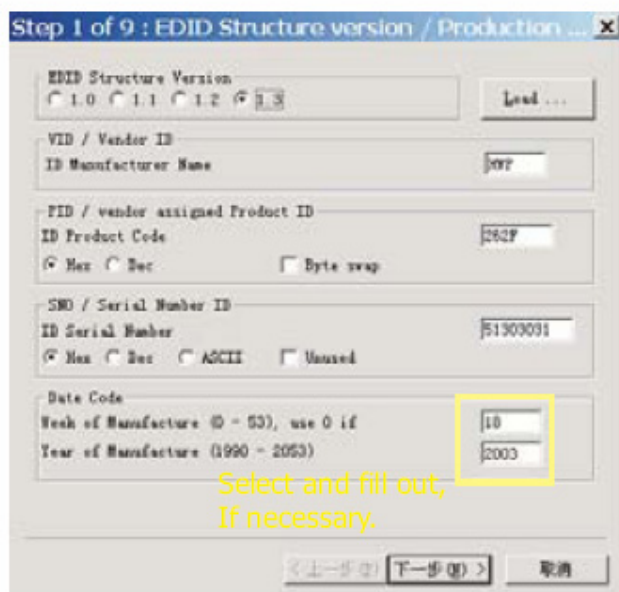 Step 1 of 9 : EDID Structure version / Production ...
EDID Structure Version
1.0 1.1 1.2 1.3
Load ...
VID / Vendor ID
ID Manufacturer Name
HWP
PID / vendor assigned Product ID
ID Product Code
262F
Hex Dec Byte swap
SNO / Serial Number ID
ID Serial Number
51303031
Hex Dec ASCII Unused
Date Code
Week of Manufacture (0 - 53), use 0 if
Year of Manufacture (1990 - 2053)
2003
Select and fill out,
If necessary.
<上一步
下一步(N) >
取消